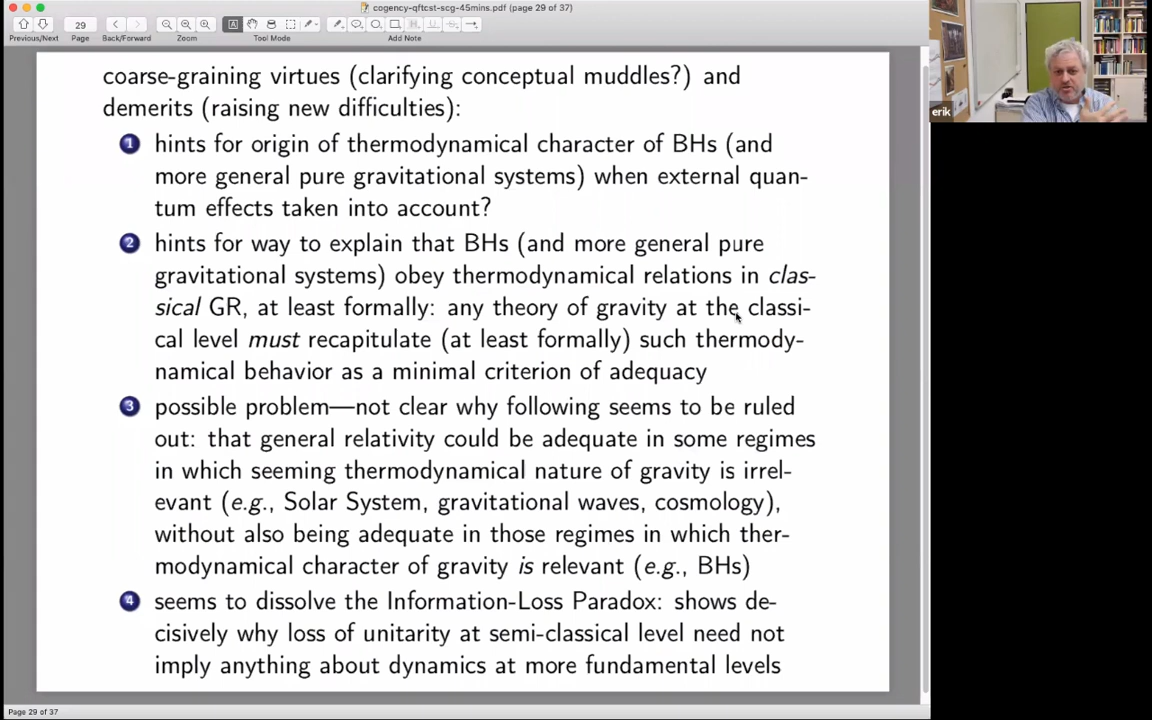 cogency-qftcst-scg-45mins.pdf (page 29 of 37)
29
Previous/Next Page Back/Forward Zoom Tool Mode Add Note
erik
coarse-graining virtues (clarifying conceptual muddles?) and
demerits (raising new difficulties):
1 hints for origin of thermodynamical character of BHs (and
more general pure gravitational systems) when external quan-
tum effects taken into account?
2 hints for way to explain that BHs (and more general pure
gravitational systems) obey thermodynamical relations in clas-
sical GR, at least formally: any theory of gravity at the classi-
cal level must recapitulate (at least formally) such thermody-
namical behavior as a minimal criterion of adequacy
3 possible problem—not clear why following seems to be ruled
out: that general relativity could be adequate in some regimes
in which seeming thermodynamical nature of gravity is irrel-
evant (e.g., Solar System, gravitational waves, cosmology),
without also being adequate in those regimes in which ther-
modynamical character of gravity is relevant (e.g., BHs)
4 seems to dissolve the Information-Loss Paradox: shows de-
cisively why loss of unitarity at semi-classical level need not
imply anything about dynamics at more fundamental levels
Page 29 of 37